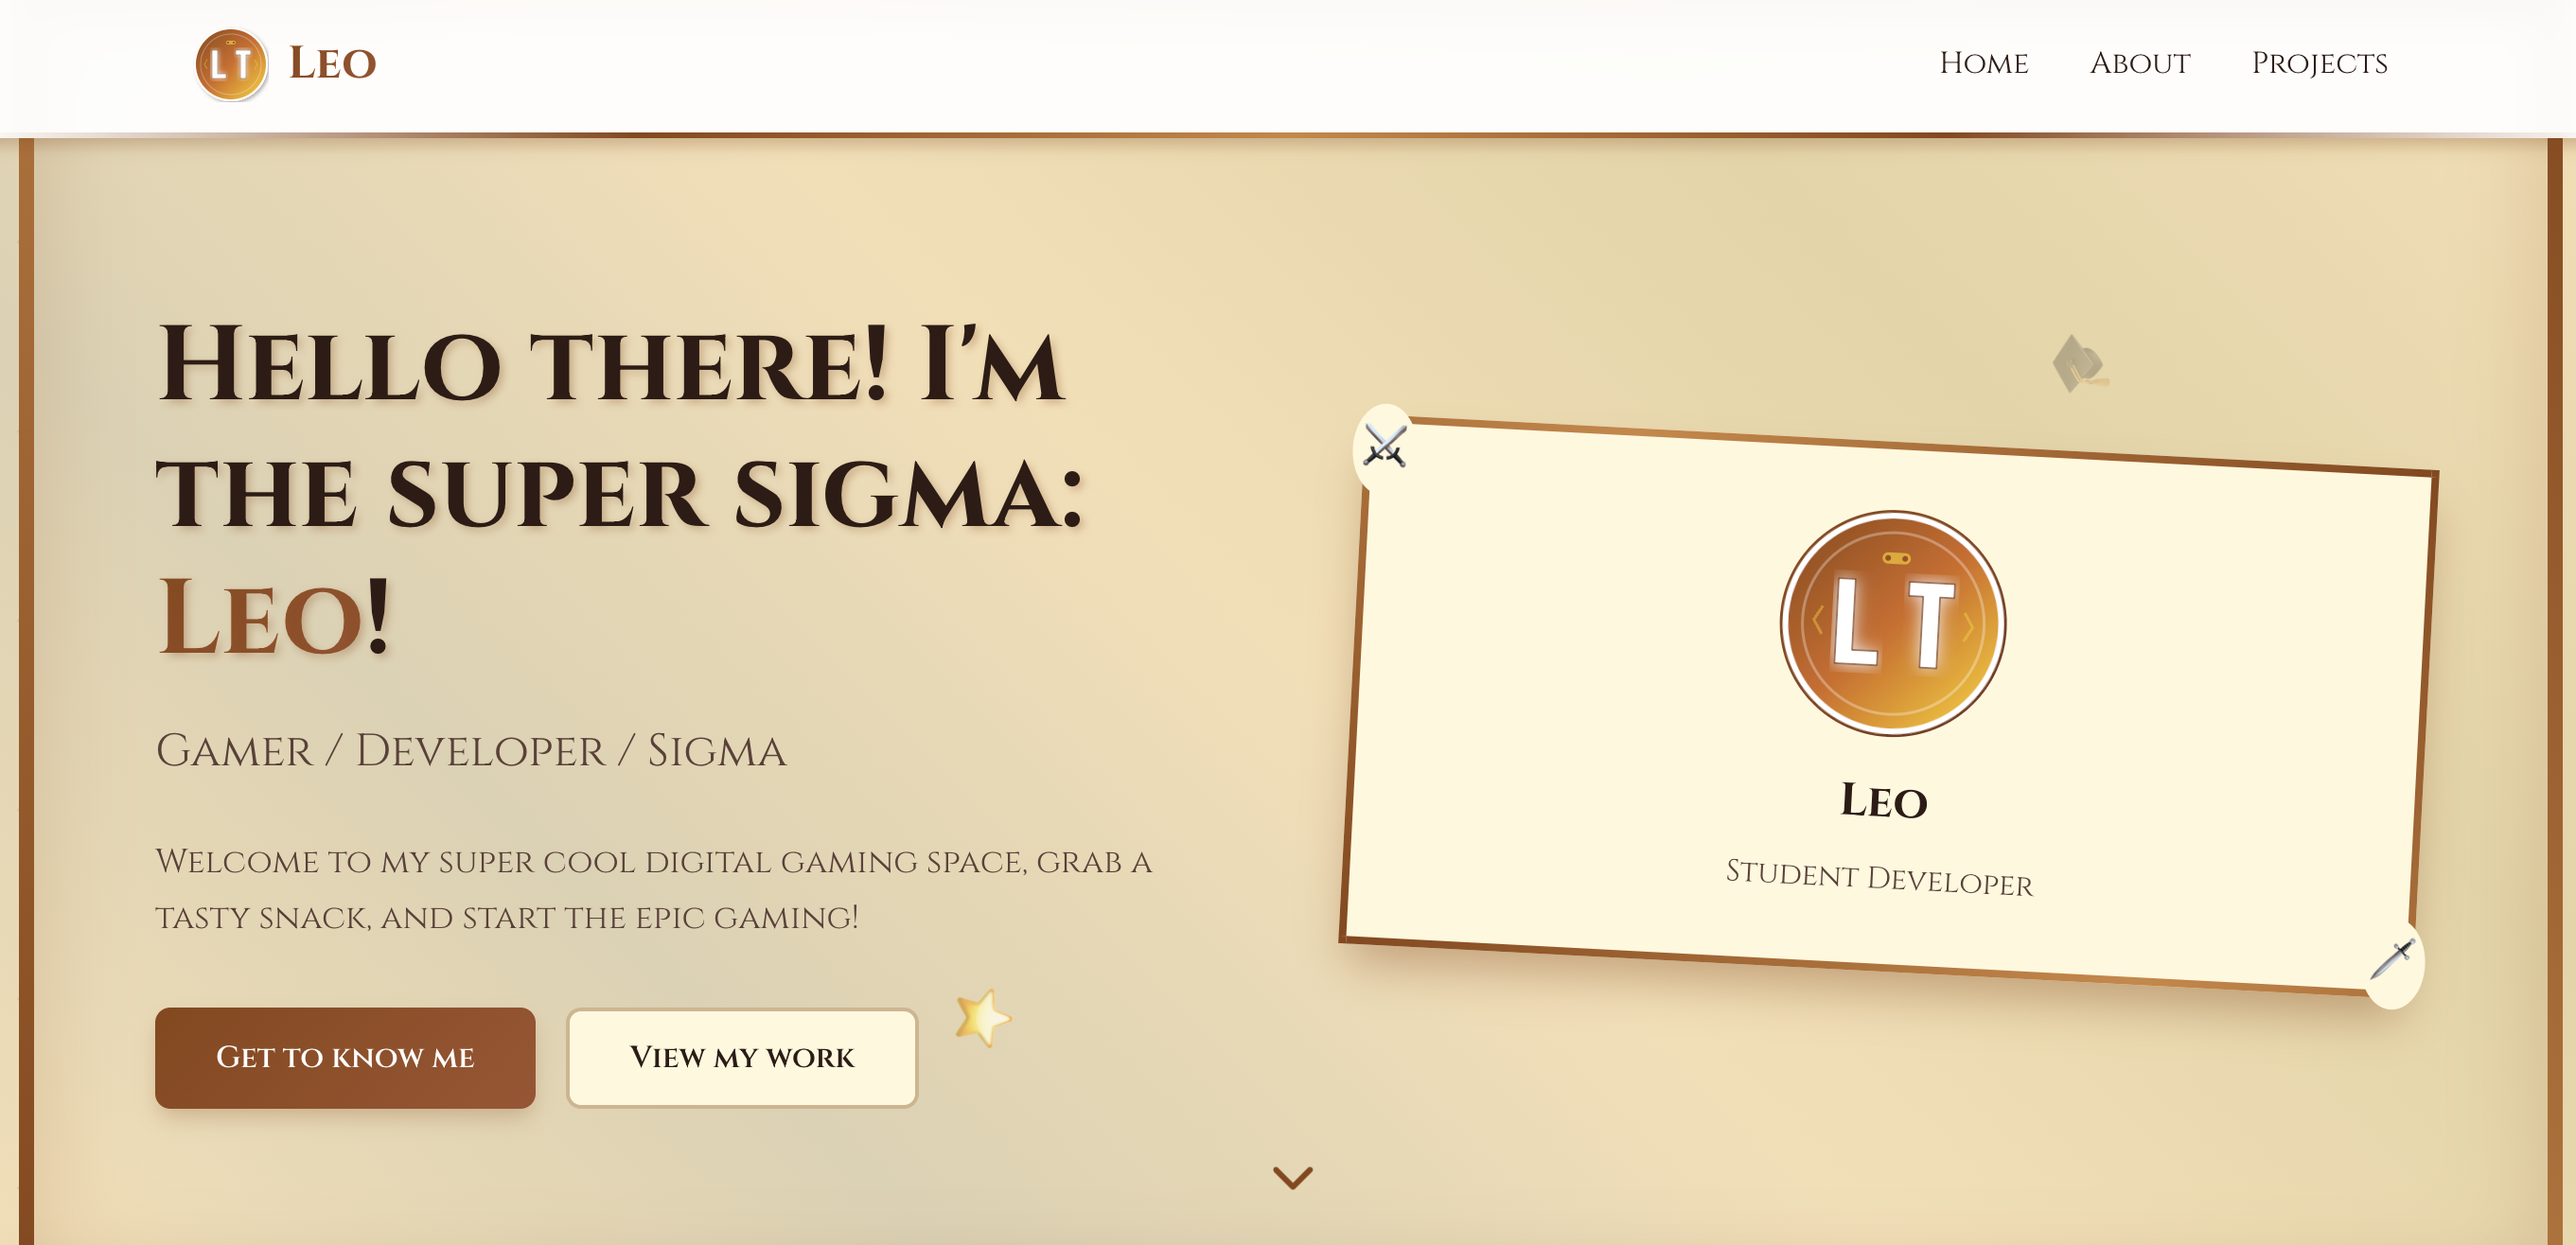 LT
Leo
Home
About
Projects
Hello there! I'm
the super sigma:
Leo!
Gamer / Developer / Sigma
Welcome to my super cool digital gaming space, grab a
tasty snack, and start the epic gaming!
Get to know me
View my work
LT
Leo
Student Developer